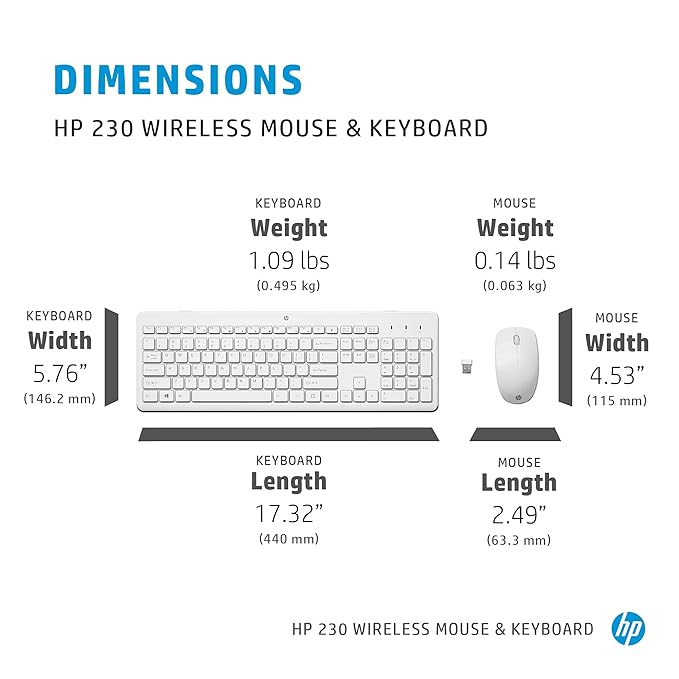 DIMENSIONS
HP 230 WIRELESS MOUSE & KEYBOARD
KEYBOARD
Weight
1.09 lbs
(0.495 kg)
MOUSE
Weight
0.14 lbs
(0.063 kg)
KEYBOARD
Width
5.76”
(146.2 mm)
MOUSE
Width
4.53”
(115 mm)
KEYBOARD
Length
17.32”
(440 mm)
MOUSE
Length
2.49”
(63.3 mm)
HP 230 WIRELESS MOUSE & KEYBOARD
hp